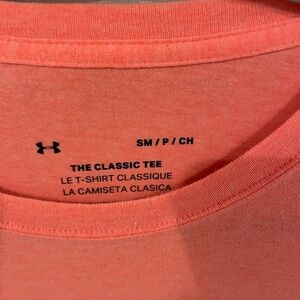 SM / P / CH
THE CLASSIC TEE
LE T-SHIRT CLASSIQUE
LA CAMISETA CLASICA